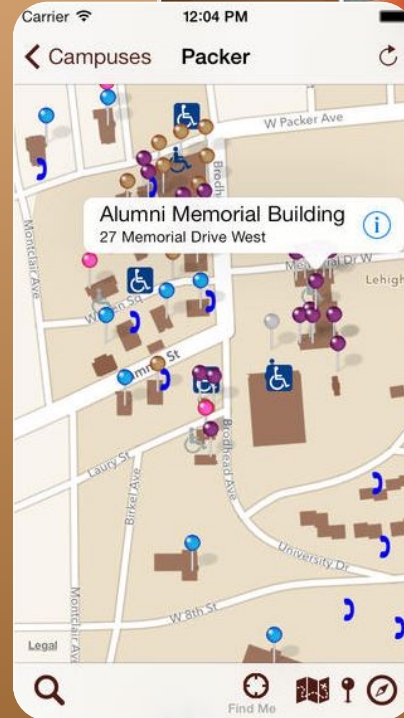 Carrier 12:04 PM
Campuses Packer
W Packer Ave
Alumni Memorial Building
27 Memorial Drive West
Montclair Ave
Lehigh
Laury St
Brodhead Ave
Birkel Ave
University Dr
W 8th St
Montclair Ave
Legal
Find Me